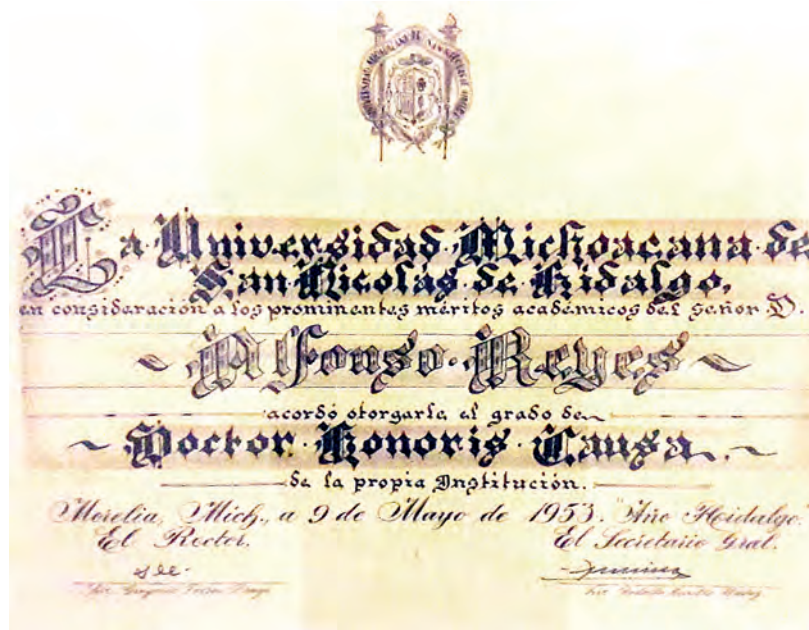 La Universidad Michoacana de
San Nicolás de Hidalgo,
en consideración a los prominentes méritos académicos del Señor D.
Alfonso Reyes
acordó otorgarle el grado de
Doctor Honoris Causa
de la propia Institución.
Morelia, Mich., a 9 de Mayo de 1953. "Año Hidalgo"
El Rector. El Secretario Gral.